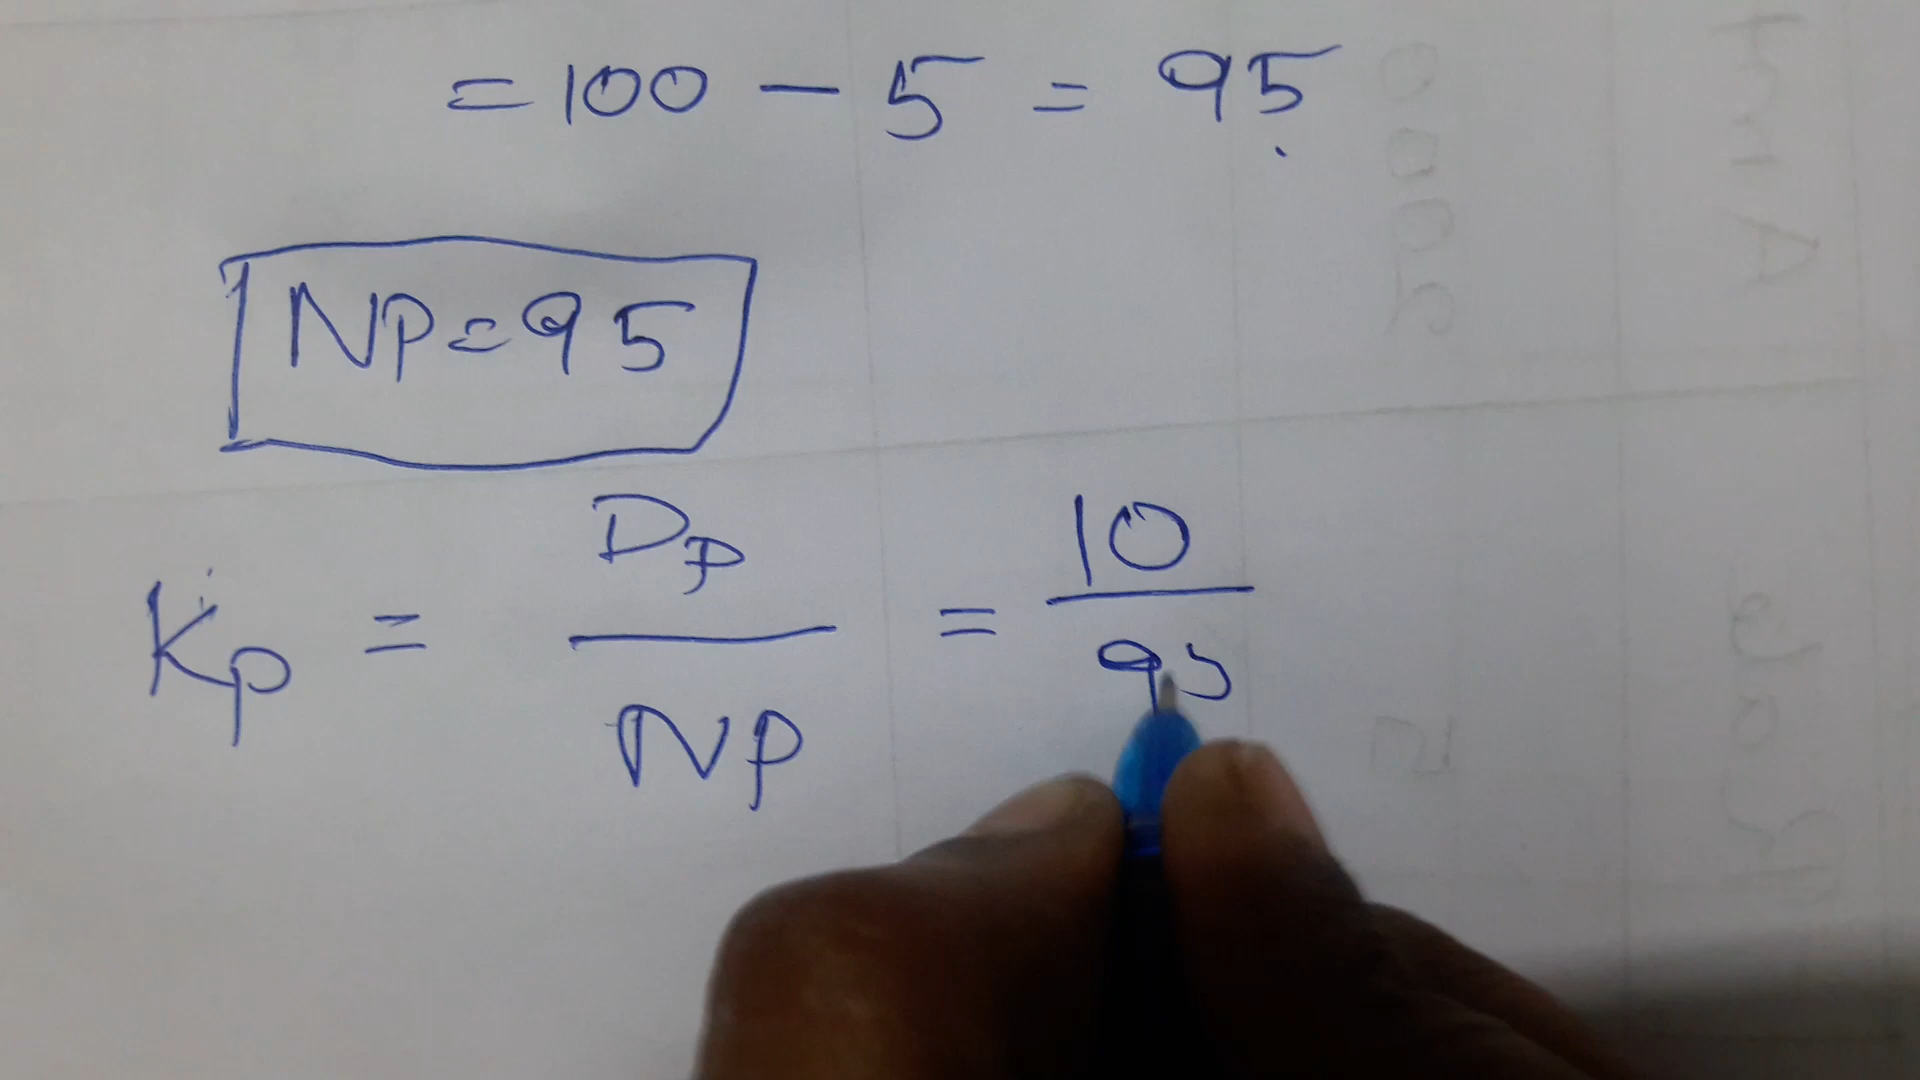 = 100 - 5 = 95
NP = 95
Kp = Dp / NP = 10 / 95